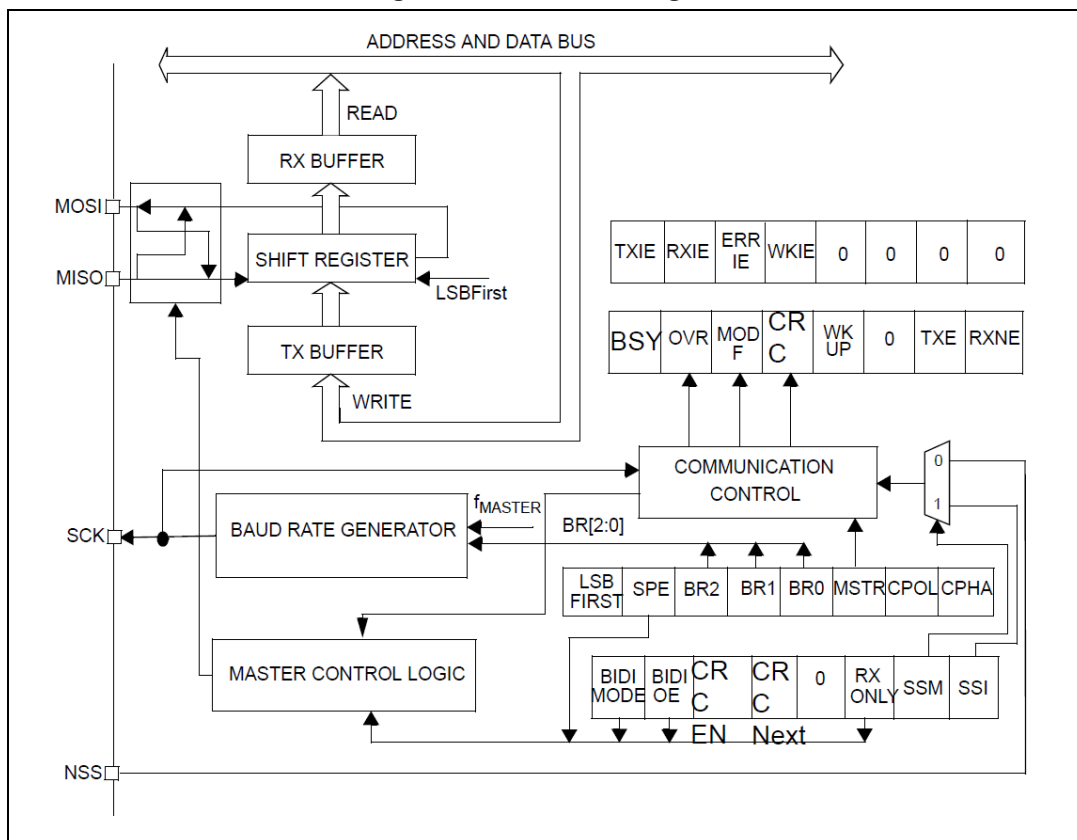 ADDRESS AND DATA BUS
READ
RX BUFFER
MOSI
SHIFT REGISTER
MISO
LSBFirst
TX BUFFER
WRITE
TXIE RXIE ERR IE WKIE 0 0 0 0
BSY OVR MOD F CR C WK UP 0 TXE RXNE
COMMUNICATION
CONTROL
0
1
fMASTER
SCK
BAUD RATE GENERATOR
BR[2:0]
LSB FIRST SPE BR2 BR1 BR0 MSTR CPOL CPHA
MASTER CONTROL LOGIC
BIDI MODE BIDI OE CR C EN CR C Next 0 RX ONLY SSM SSI
NSS